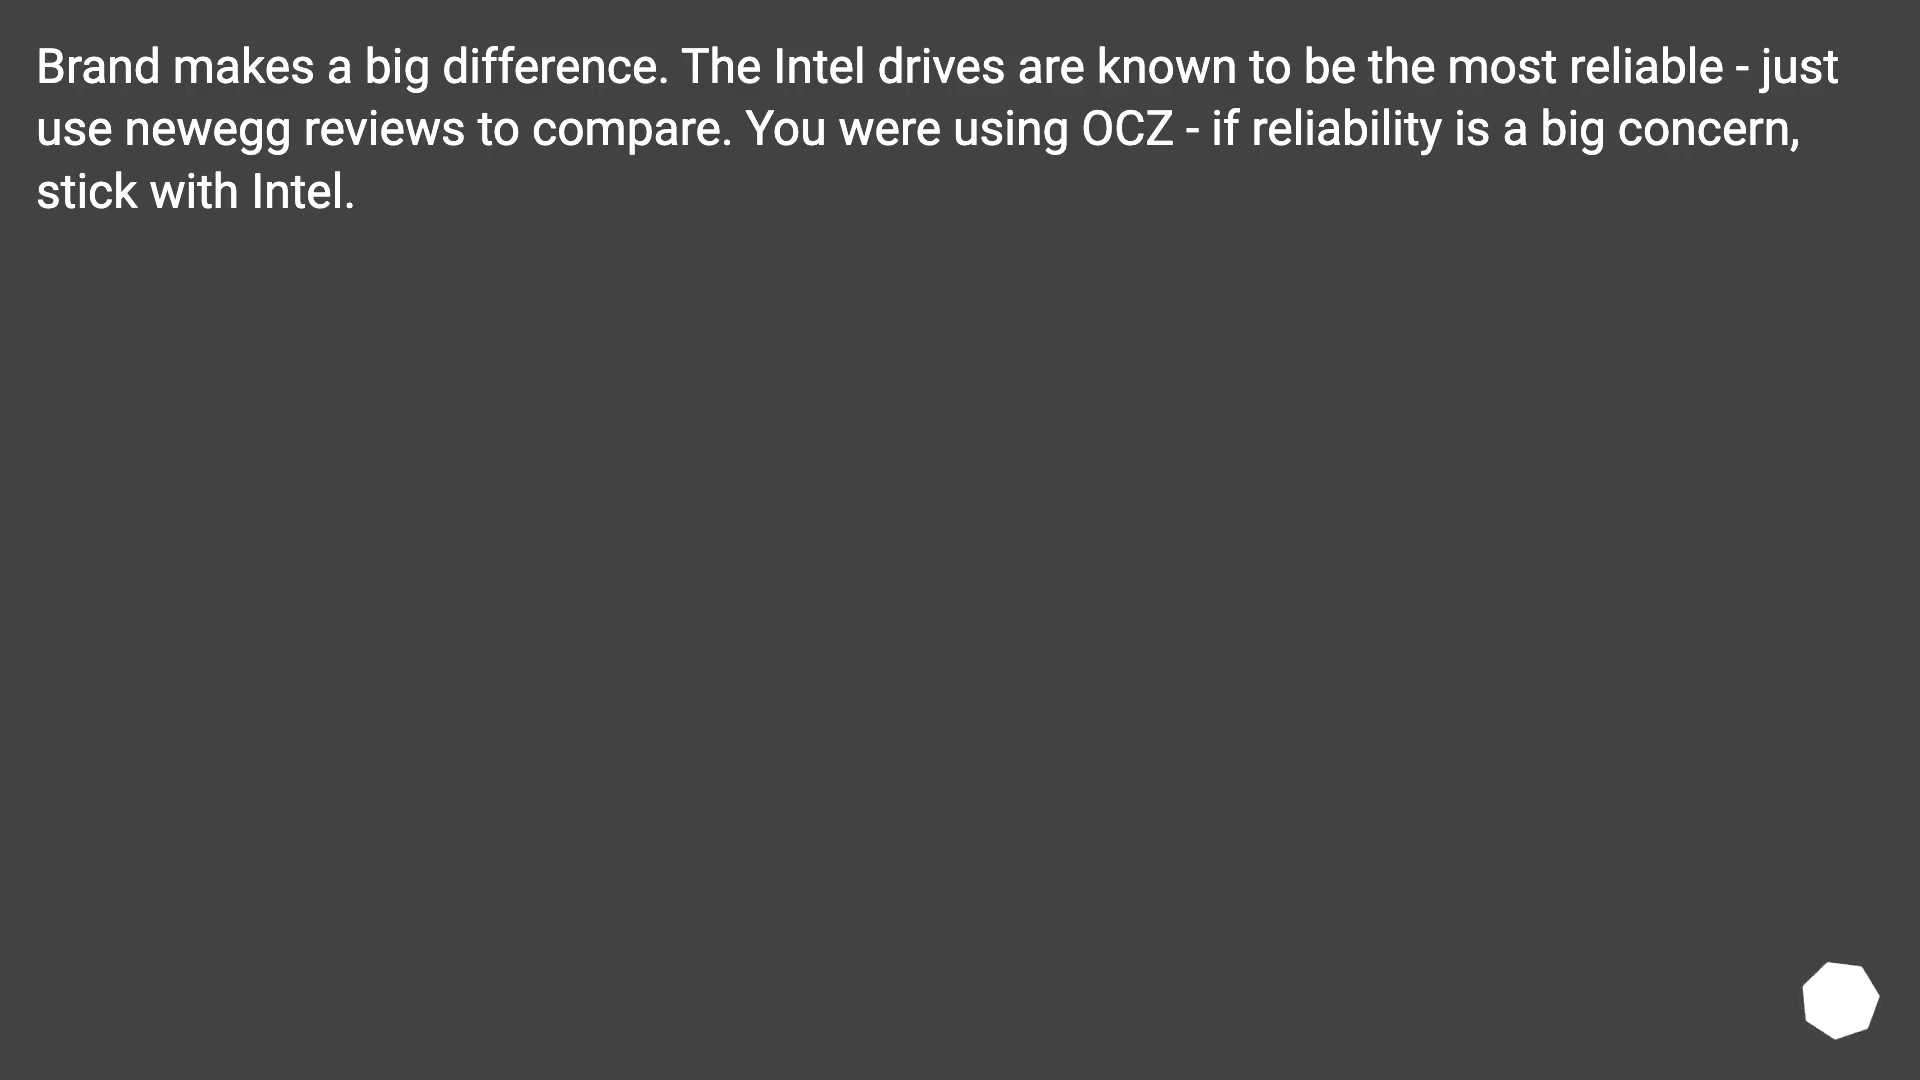 Brand makes a big difference. The Intel drives are known to be the most reliable - just
use newegg reviews to compare. You were using OCZ - if reliability is a big concern,
stick with Intel.